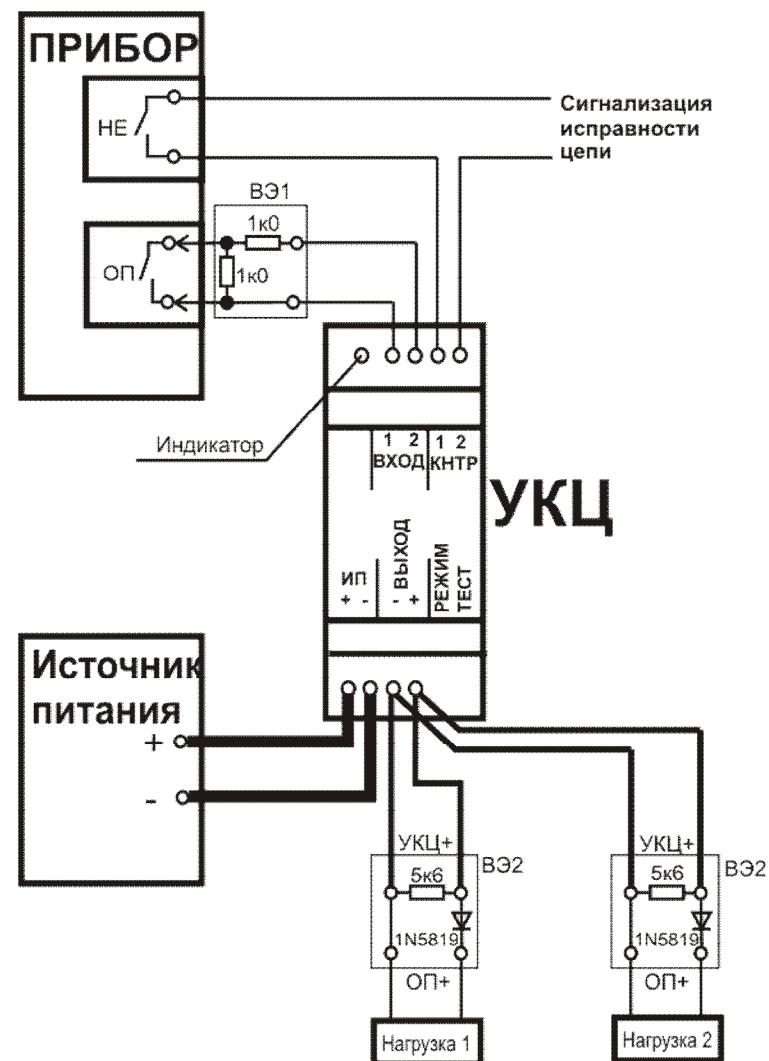 ПРИБОР
НЕ
Сигнализация
исправности
цепи
ВЭ1
1к0
ОП
1к0
Индикатор
1 2 1 2
ВХОД КНТР
УКЦ
ИП
+ -
ВЫХОД
- +
РЕЖИМ
ТЕСТ
Источник
питания
+
-
УКЦ+
ВЭ2
5к6
1N5819
ОП+
Нагрузка 1
УКЦ+
ВЭ2
5к6
1N5819
ОП+
Нагрузка 2